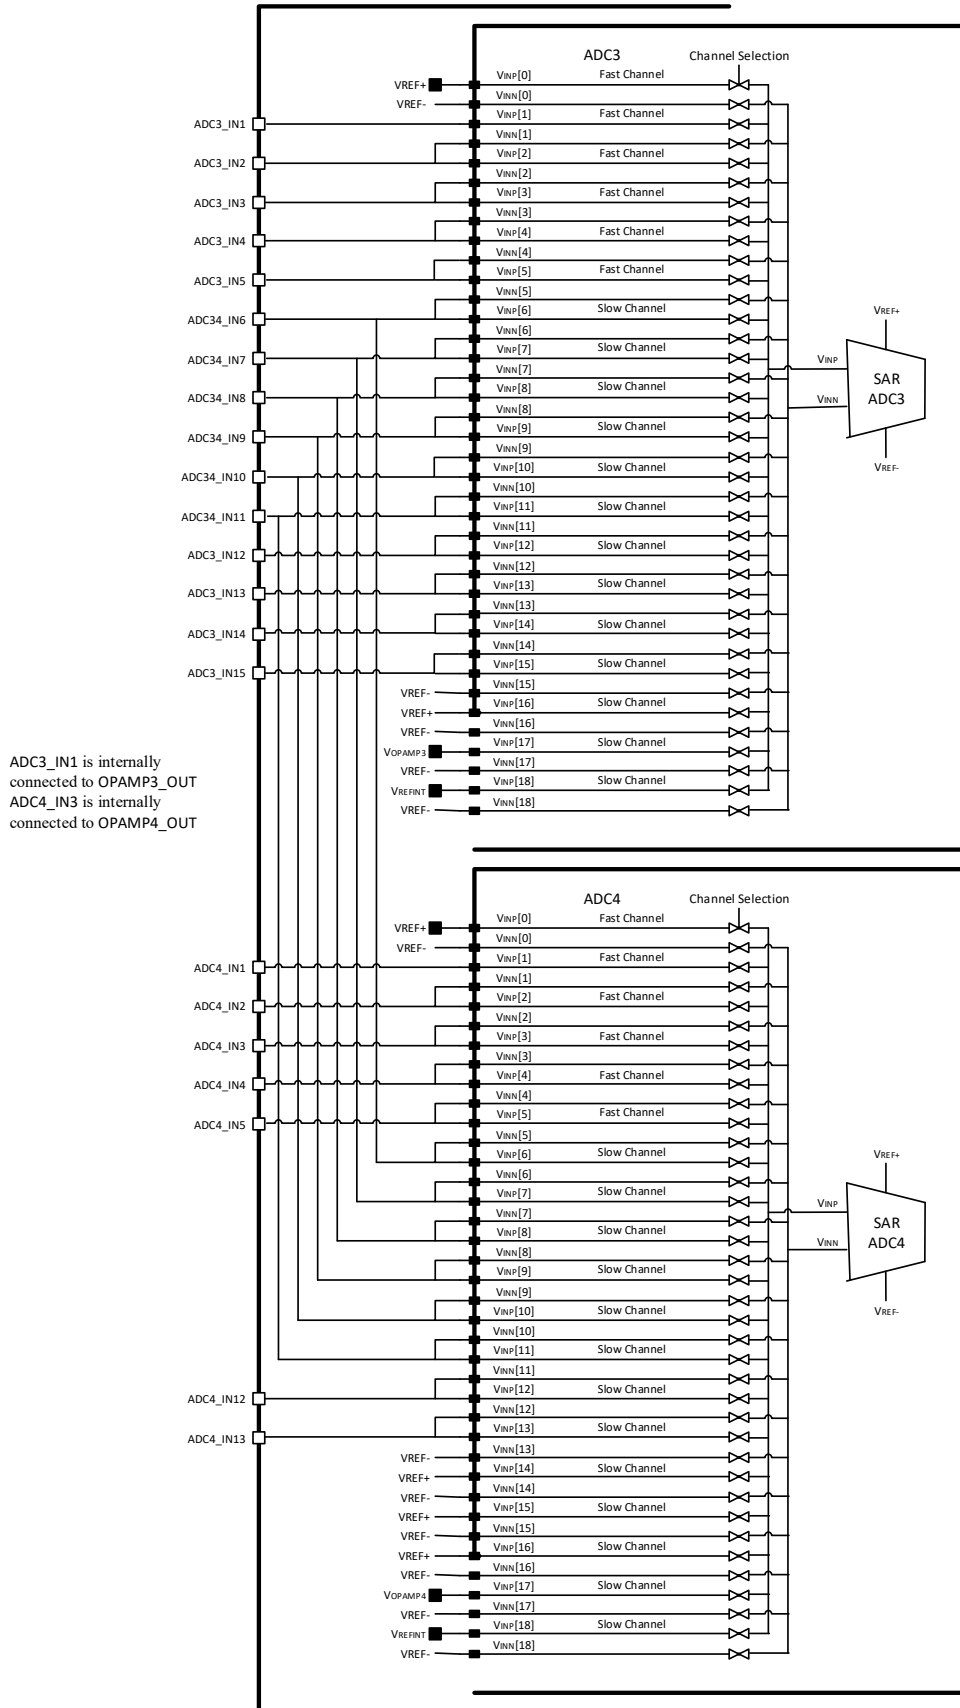 ADC3
Channel Selection
VREF+
VINP[0]
Fast Channel
VREF-
VINN[0]
ADC3_IN1
VINP[1]
Fast Channel
VINN[1]
ADC3_IN2
VINP[2]
Fast Channel
VINN[2]
ADC3_IN3
VINP[3]
Fast Channel
VINN[3]
ADC3_IN4
VINP[4]
Fast Channel
VINN[4]
ADC3_IN5
VINP[5]
Fast Channel
VINN[5]
ADC34_IN6
VINP[6]
Slow Channel
VREF+
VINN[6]
ADC34_IN7
VINP[7]
Slow Channel
VINP
VINN[7]
SAR
ADC3
ADC34_IN8
VINP[8]
Slow Channel
VINN
VINN[8]
ADC34_IN9
VINP[9]
Slow Channel
VINN[9]
VREF-
ADC34_IN10
VINP[10]
Slow Channel
VINN[10]
ADC34_IN11
VINP[11]
Slow Channel
VINN[11]
ADC3_IN12
VINP[12]
Slow Channel
VINN[12]
ADC3_IN13
VINP[13]
Slow Channel
VINN[13]
ADC3_IN14
VINP[14]
Slow Channel
VINN[14]
ADC3_IN15
VINP[15]
Slow Channel
VREF-
VINN[15]
VREF+
VINP[16]
Slow Channel
VREF-
VINN[16]
VOPAMP3
VINP[17]
Slow Channel
VREF-
VINN[17]
VREFINT
VINP[18]
Slow Channel
VREF-
VINN[18]
ADC3_IN1 is internally
connected to OPAMP3_OUT
ADC4_IN3 is internally
connected to OPAMP4_OUT
ADC4
Channel Selection
VREF+
VINP[0]
Fast Channel
VREF-
VINN[0]
ADC4_IN1
VINP[1]
Fast Channel
VINN[1]
ADC4_IN2
VINP[2]
Fast Channel
VINN[2]
ADC4_IN3
VINP[3]
Fast Channel
VINN[3]
ADC4_IN4
VINP[4]
Fast Channel
VINN[4]
ADC4_IN5
VINP[5]
Fast Channel
VINN[5]
VINP[6]
Slow Channel
VREF+
VINN[6]
VINP[7]
Slow Channel
VINP
VINN[7]
SAR
ADC4
VINP[8]
Slow Channel
VINN
VINN[8]
VINP[9]
Slow Channel
VINN[9]
VREF-
VINP[10]
Slow Channel
VINN[10]
VINP[11]
Slow Channel
VINN[11]
ADC4_IN12
VINP[12]
Slow Channel
VINN[12]
ADC4_IN13
VINP[13]
Slow Channel
VREF-
VINN[13]
VREF+
VINP[14]
Slow Channel
VREF-
VINN[14]
VREF+
VINP[15]
Slow Channel
VREF-
VINN[15]
VREF+
VINP[16]
Slow Channel
VREF-
VINN[16]
VOPAMP4
VINP[17]
Slow Channel
VREF-
VINN[17]
VREFINT
VINP[18]
Slow Channel
VREF-
VINN[18]